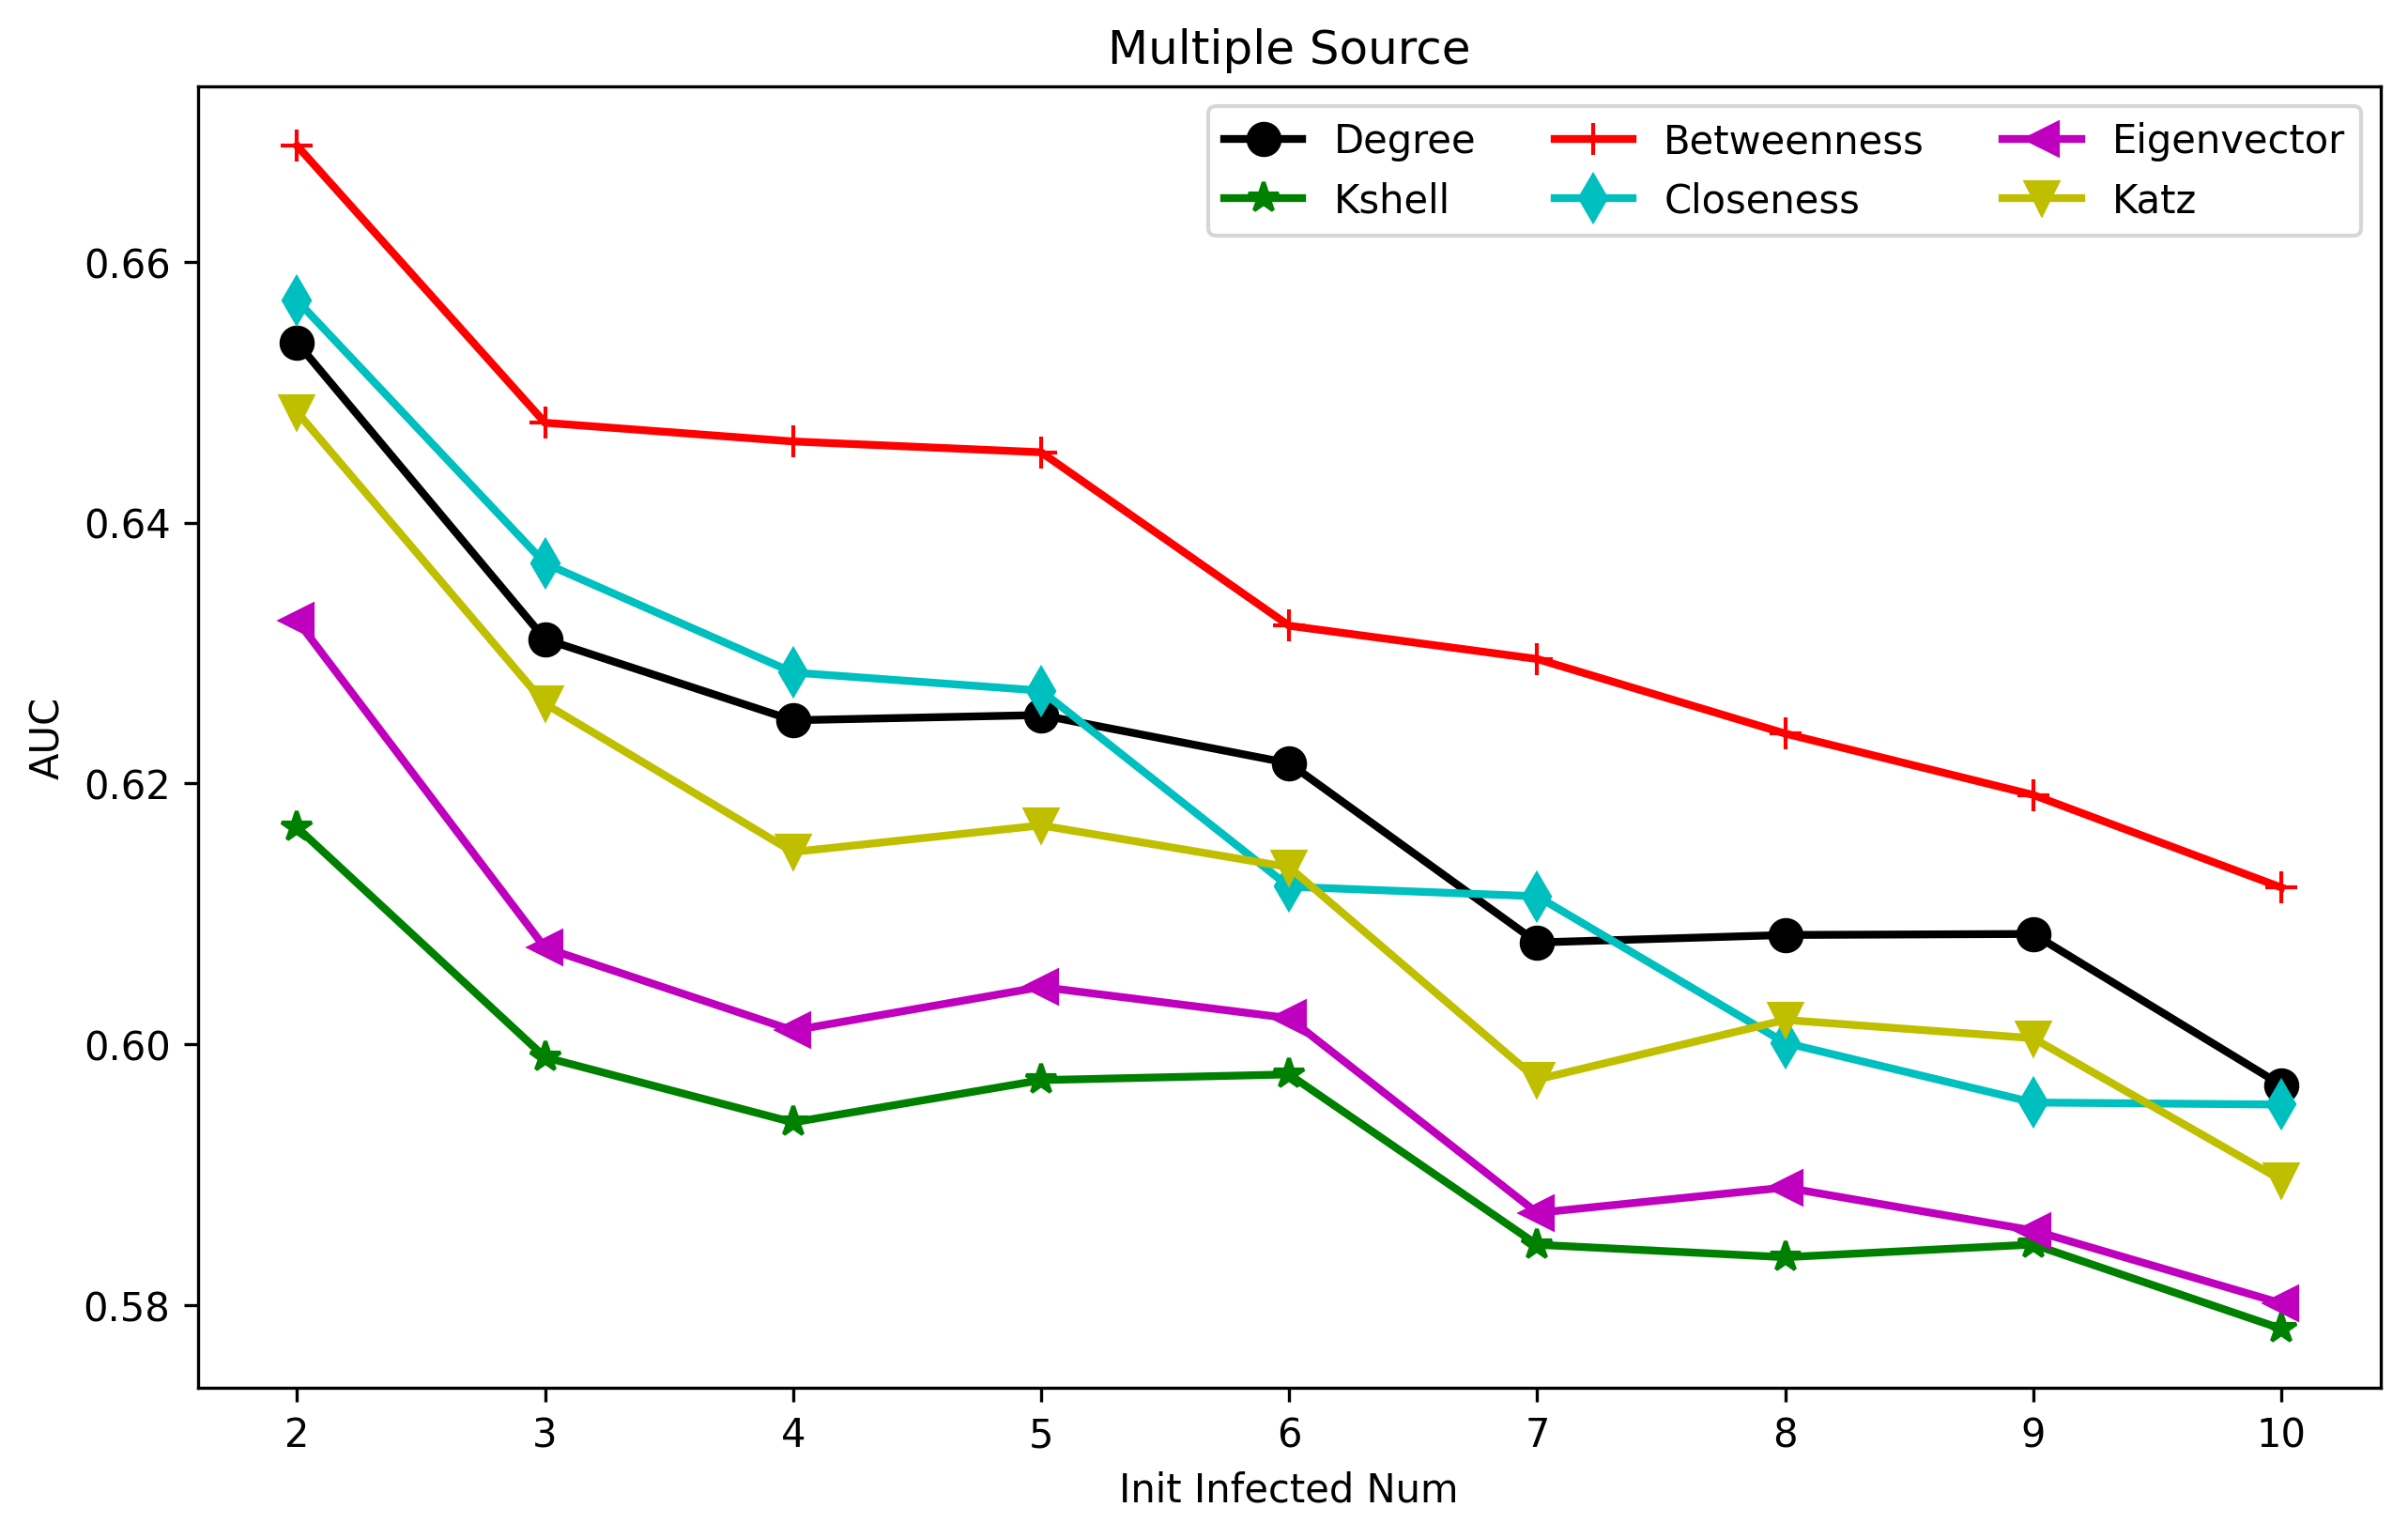 Multiple Source
Degree
Kshell
Betweenness
Closeness
Eigenvector
Katz
AUC
0.66
0.64
0.62
0.60
0.58
2 3 4 5 6 7 8 9 10
Init Infected Num